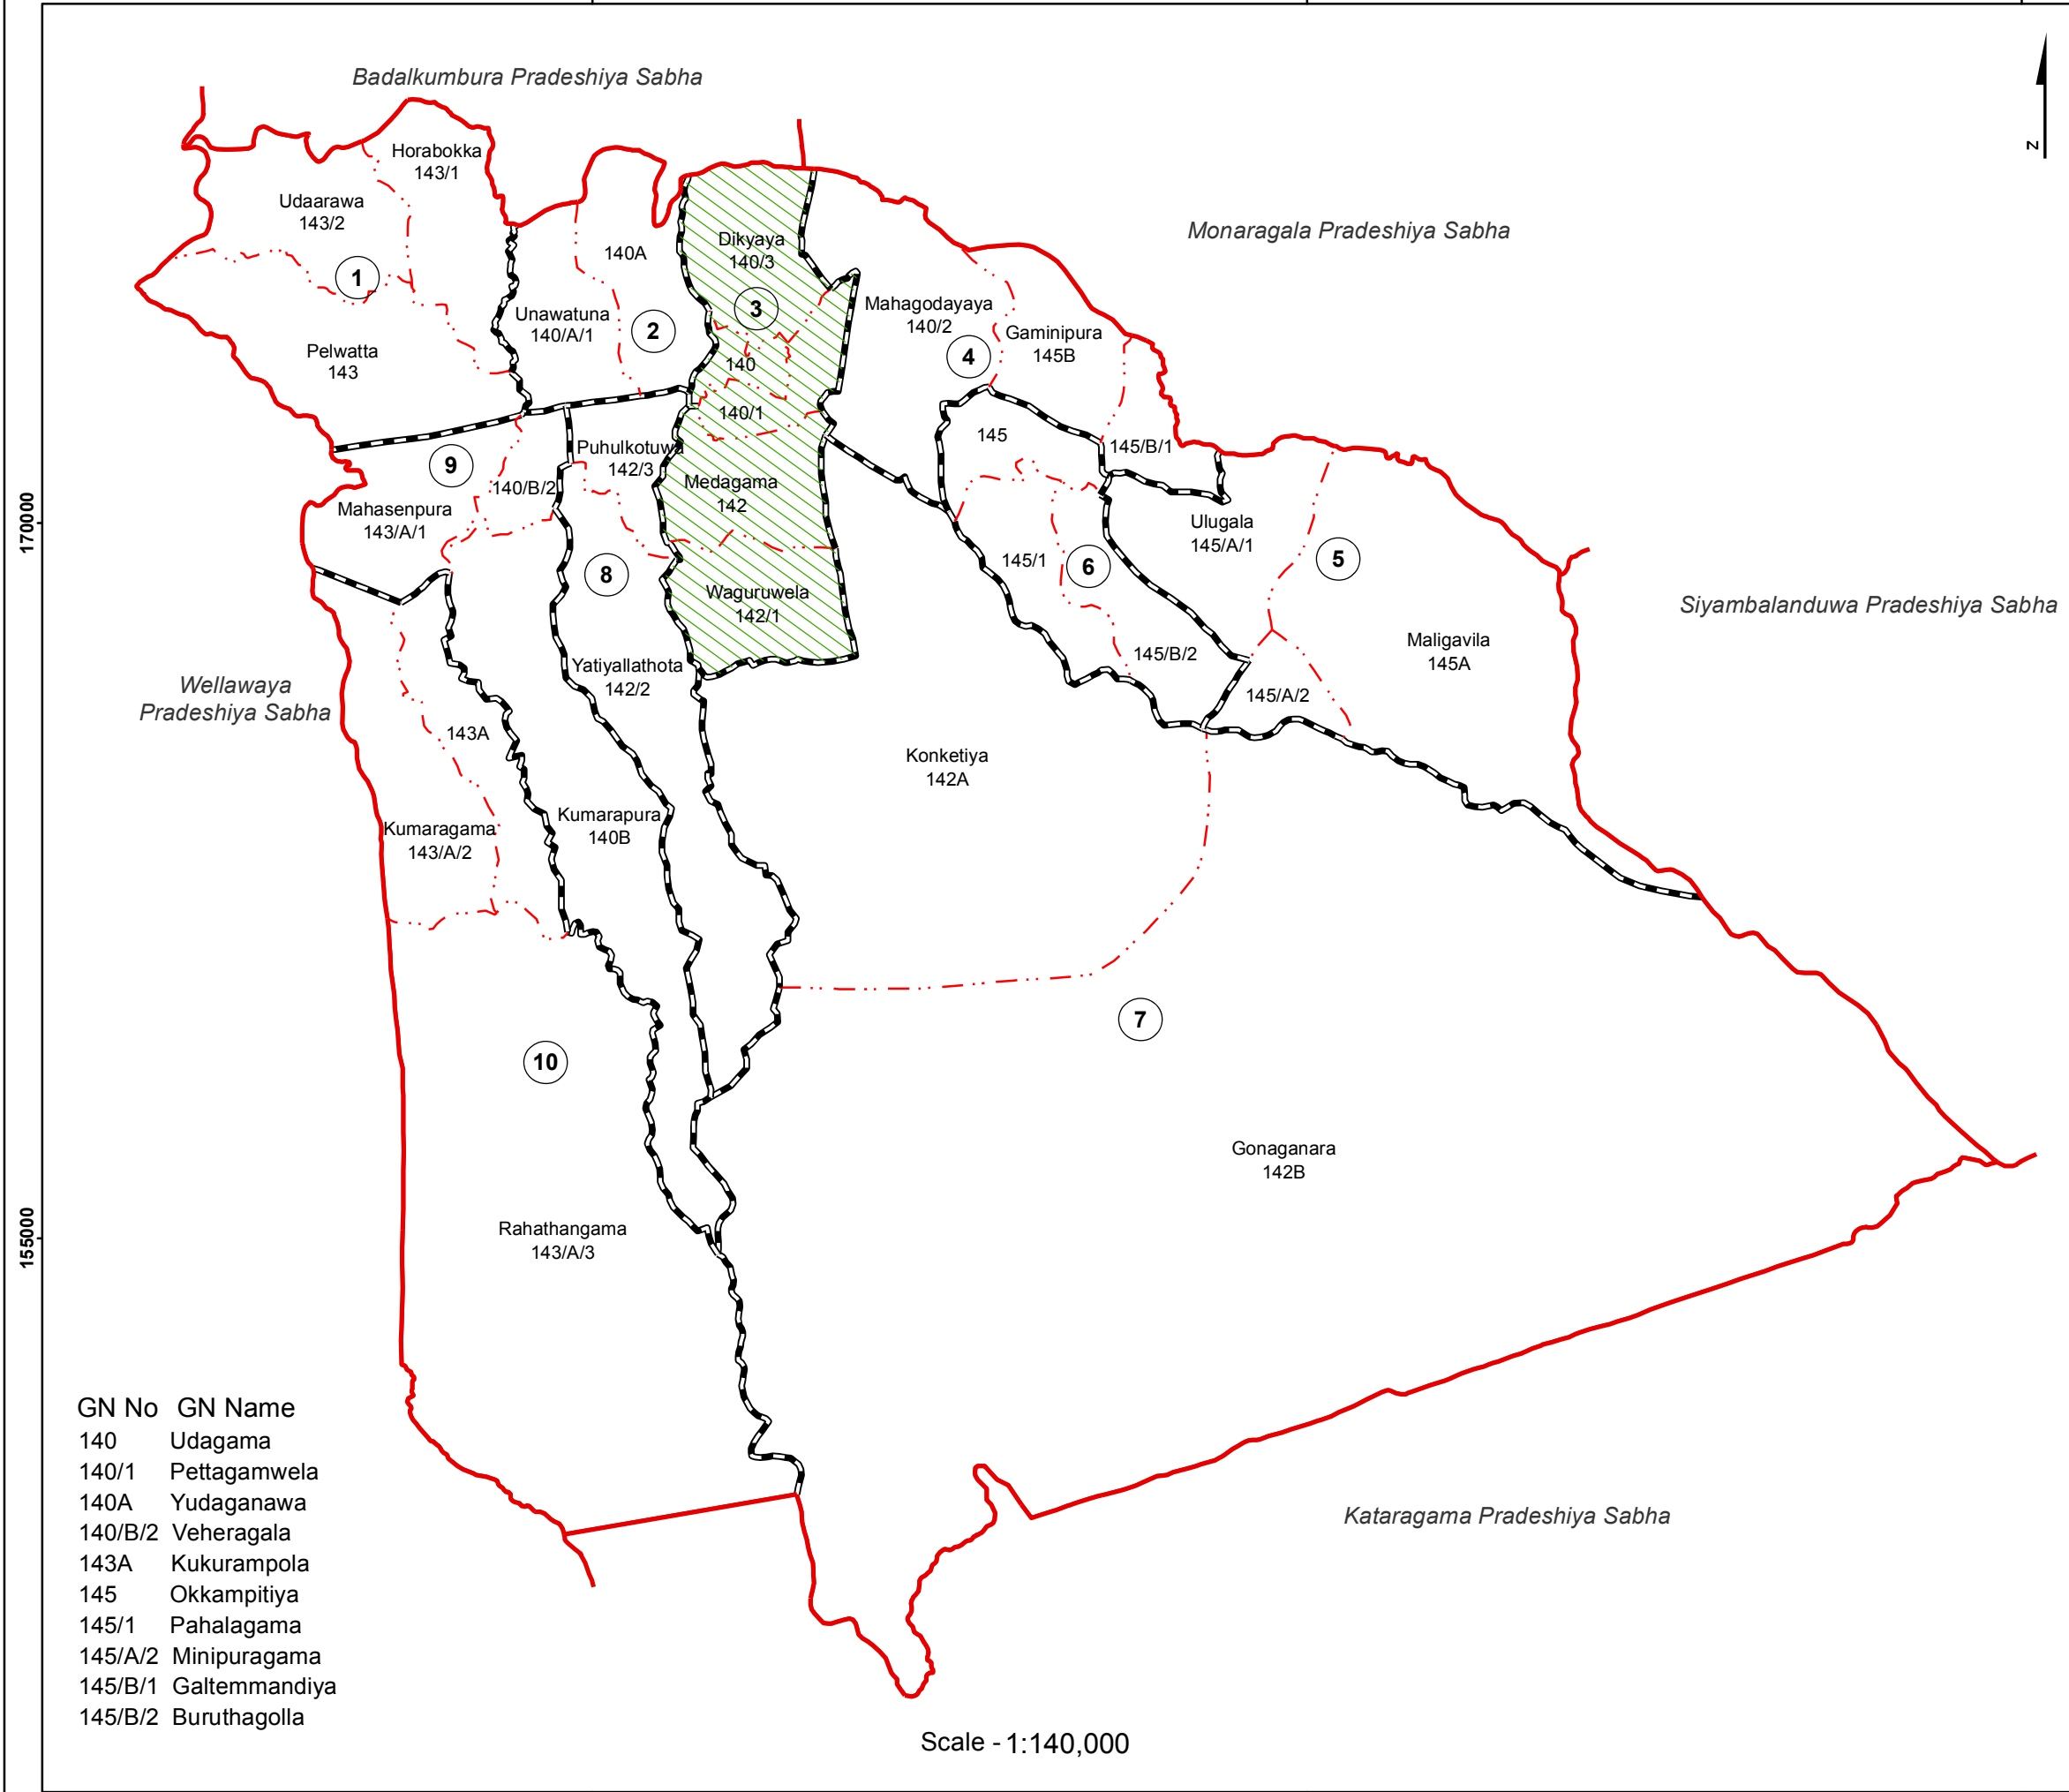 Badalkumbura Pradeshiya Sabha
Horabokka
143/1
Udaarawa
143/2
N
Monaragala Pradeshiya Sabha
140A
Dikyaya
140/3
1
Pelwatta
143
Unawatuna
140/A/1
2
3
Mahagodayaya
140/2
4
Gaminipura
145B
140
140/1
9
Puhulkotuwa
142/3
140/B/2
Medagama
142
145
145/B/1
Mahasenpura
143/A/1
170000
Ulugala
145/A/1
5
8
145/1
6
Waguruwela
142/1
Siyambalanduwa Pradeshiya Sabha
Maligavila
145A
145/B/2
145/A/2
Yatiyallathota
142/2
Wellawaya
Pradeshiya Sabha
143A
Konketiya
142A
Kumaragama
143/A/2
Kumarapura
140B
7
10
Gonaganara
142B
155000
Rahathangama
143/A/3
GN No GN Name
140 Udagama
140/1 Pettagamwela
140A Yudaganawa
140/B/2 Veheragala
143A Kukurampola
145 Okkampitiya
145/1 Pahalagama
145/A/2 Minipuragama
145/B/1 Galtemmandiya
145/B/2 Buruthagolla
Kataragama Pradeshiya Sabha
Scale - 1:140,000